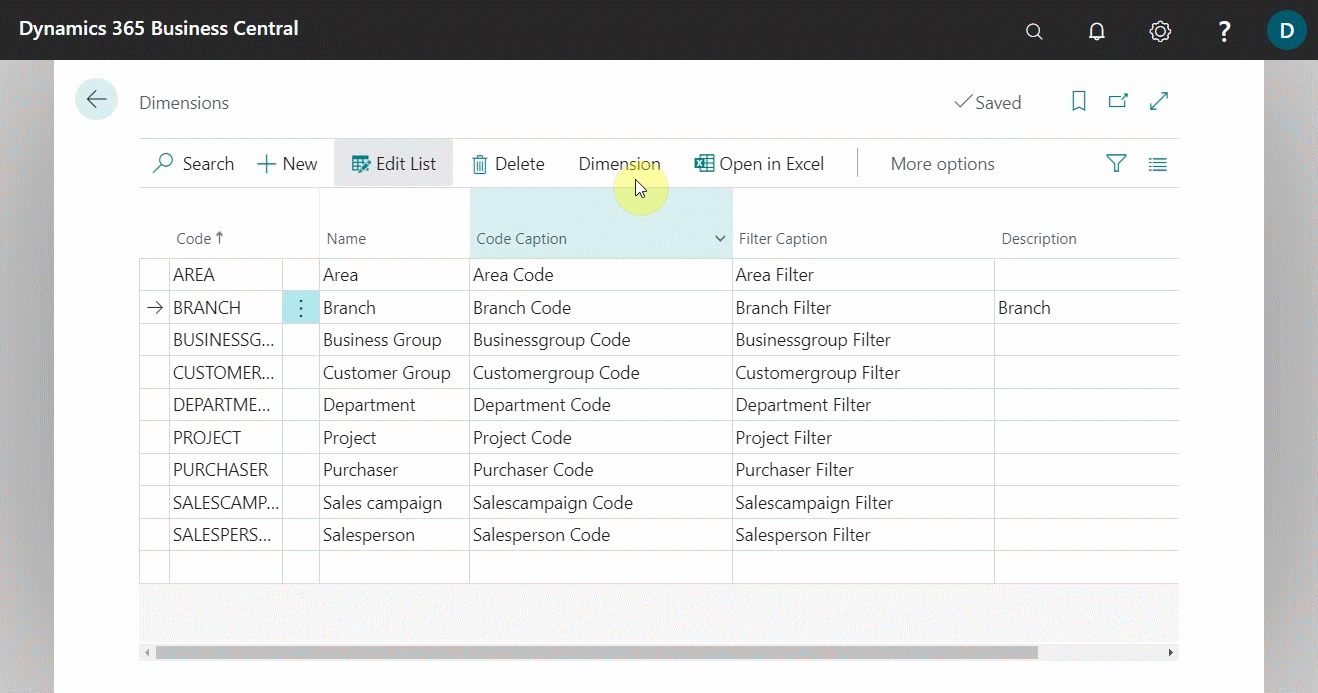 Dynamics 365 Business Central
?
D
Dimensions
Saved
Search New Edit List Delete Dimension Open in Excel More options
Code Name Code Caption Filter Caption Description
AREA Area Area Code Area Filter
BRANCH Branch Branch Code Branch Filter Branch
BUSINESSG... Business Group Businessgroup Code Businessgroup Filter
CUSTOMER... Customer Group Customergroup Code Customergroup Filter
DEPARTME... Department Department Code Department Filter
PROJECT Project Project Code Project Filter
PURCHASER Purchaser Purchaser Code Purchaser Filter
SALESCAMP... Sales campaign Salescampaign Code Salescampaign Filter
SALESPERS... Salesperson Salesperson Code Salesperson Filter